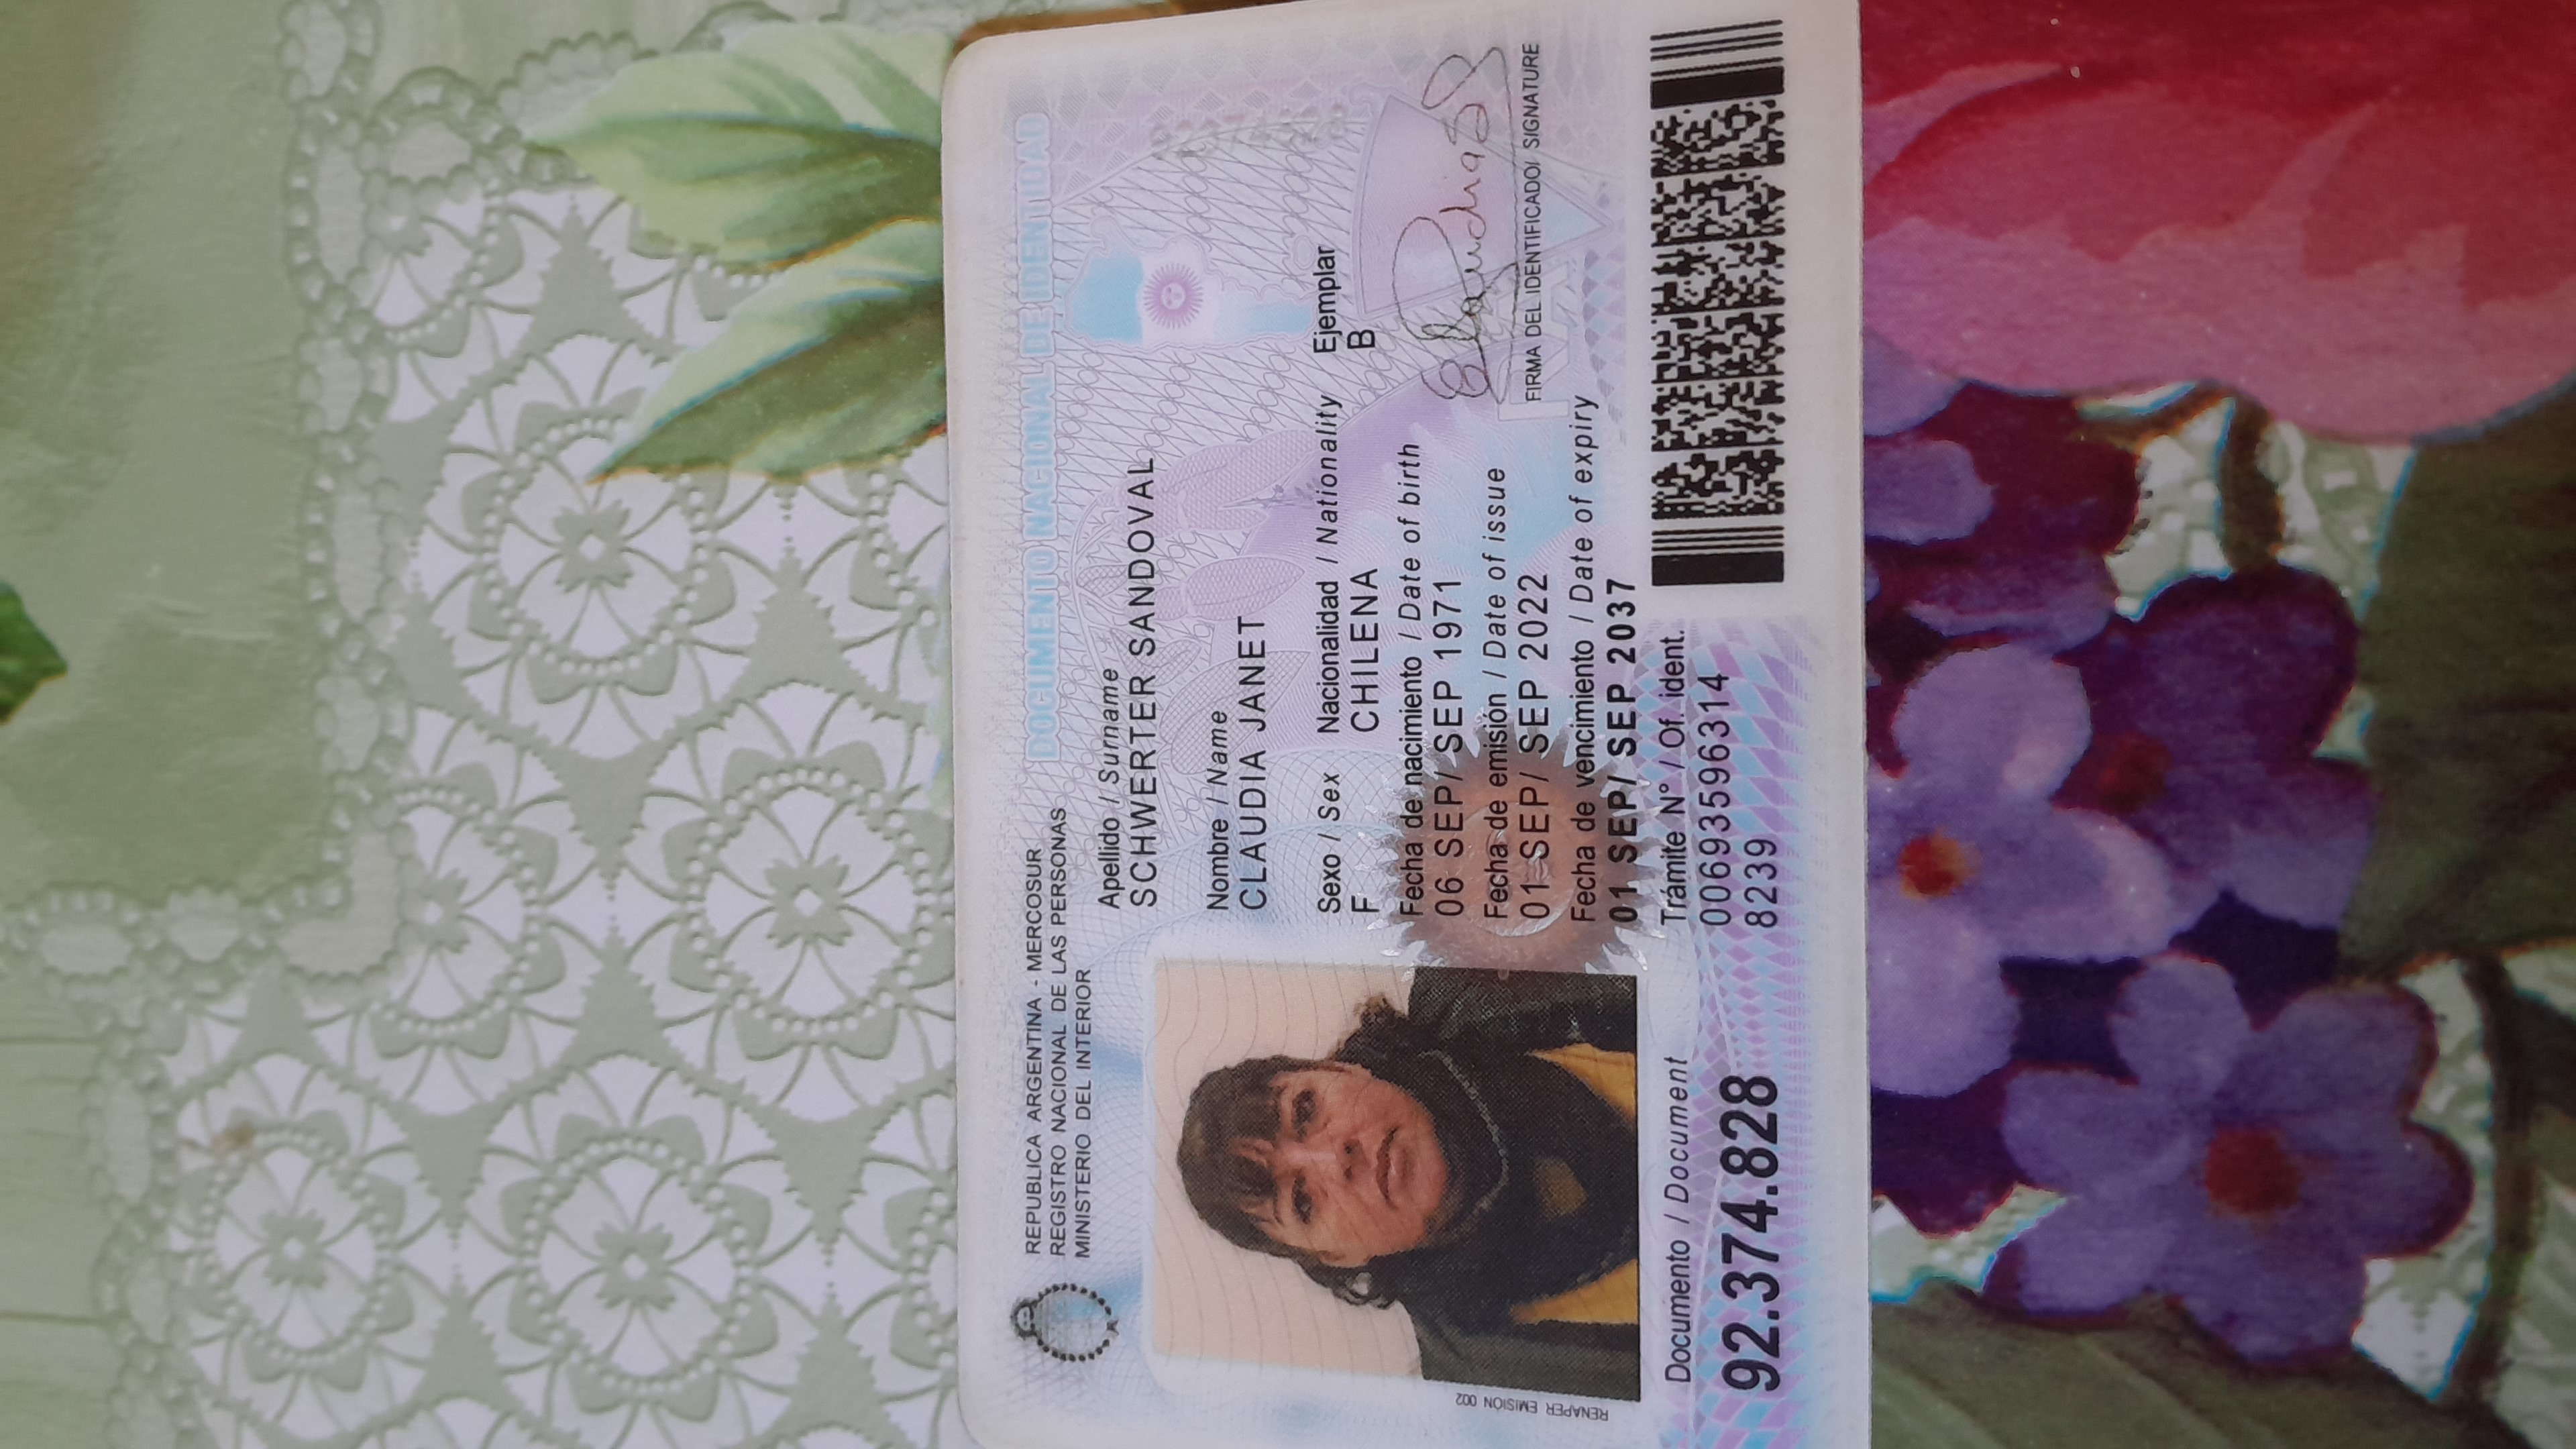 REPUBLICA ARGENTINA - MERCOSUR
REGISTRO NACIONAL DE LAS PERSONAS
MINISTERIO DEL INTERIOR
DOCUMENTO NACIONAL DE IDENTIDAD
Apellido / Surname
SCHWERTER SANDOVAL
Nombre / Name
CLAUDIA JANET
Sexo / Sex Nacionalidad / Nationality Ejemplar
F CHILENA B
Fecha de nacimiento / Date of birth
06 SEP/ SEP 1971
Fecha de emisión / Date of issue
01 SEP/ SEP 2022
Claudia S
FIRMA DEL IDENTIFICADO/ SIGNATURE
Fecha de vencimiento / Date of expiry
01 SEP/ SEP 2037
RENAPER EMISIÓN 002
Documento / Document
92.374.828
Trámite N° / Of. ident.
00693596314
8239
RA